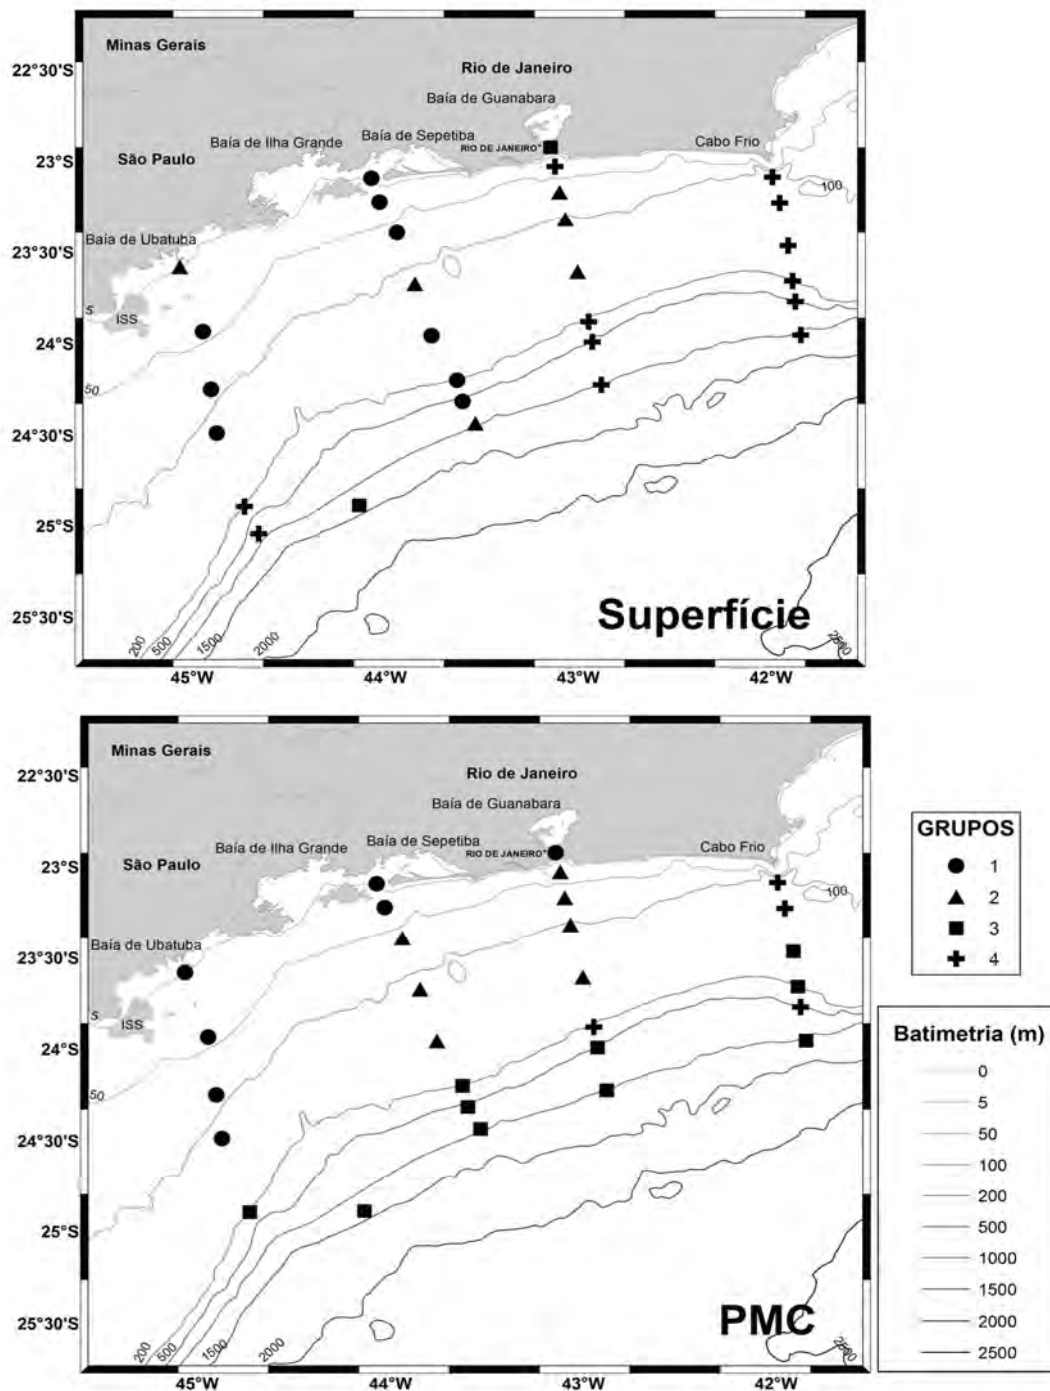 Minas Gerais
22°30'S
Rio de Janeiro
Baía de Guanabara
Baía de Ilha Grande
Baía de Sepetiba
Cabo Frio
RIO DE JANEIRO
23°S
São Paulo
100
Baía de Ubatuba
23°30'S
5
ISS
24°S
50
24°30'S
25°S
Superfície
25°30'S
200
500
1500
2000
2500
45°W
44°W
43°W
42°W
Minas Gerais
22°30'S
Rio de Janeiro
Baía de Guanabara
Baía de Ilha Grande
Baía de Sepetiba
Cabo Frio
RIO DE JANEIRO
23°S
São Paulo
100
Baía de Ubatuba
23°30'S
5
ISS
24°S
50
24°30'S
25°S
PMC
25°30'S
200
500
1500
2000
2500
45°W
44°W
43°W
42°W
GRUPOS
1
2
3
4
Batimetria (m)
0
5
50
100
200
500
1000
1500
2000
2500